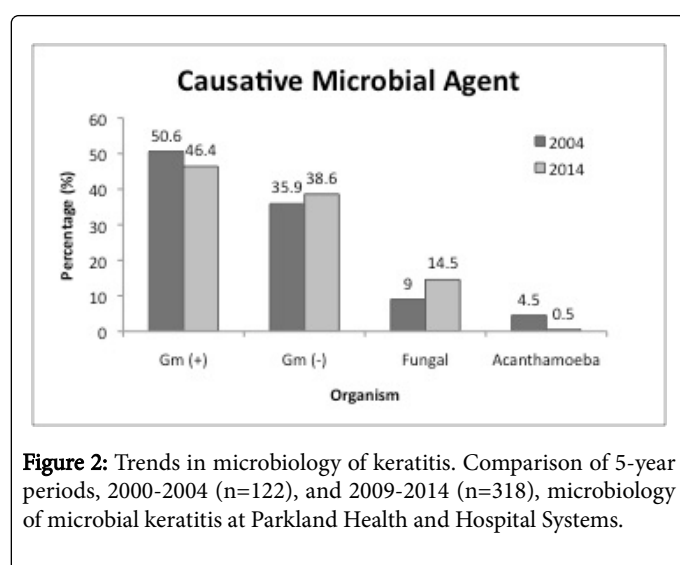 Causative Microbial Agent
60
50
40
30
20
10
0
Percentage (%)
50.6
46.4
35.9
38.6
9
14.5
4.5
0.5
2004
2014
Gm (+)
Gm (-)
Fungal
Acanthamoeba
Organism
Figure 2: Trends in microbiology of keratitis. Comparison of 5-year
periods, 2000-2004 (n=122), and 2009-2014 (n=318), microbiology
of microbial keratitis at Parkland Health and Hospital Systems.